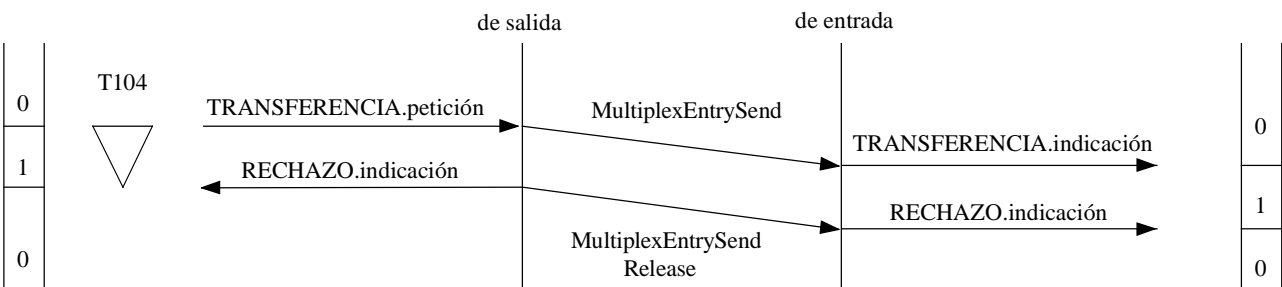 de salida
de entrada
T104
0
TRANSFERENCIA.petición
MultiplexEntrySend
0
TRANSFERENCIA.indicación
1
RECHAZO.indicación
1
RECHAZO.indicación
MultiplexEntrySend
Release
0
0